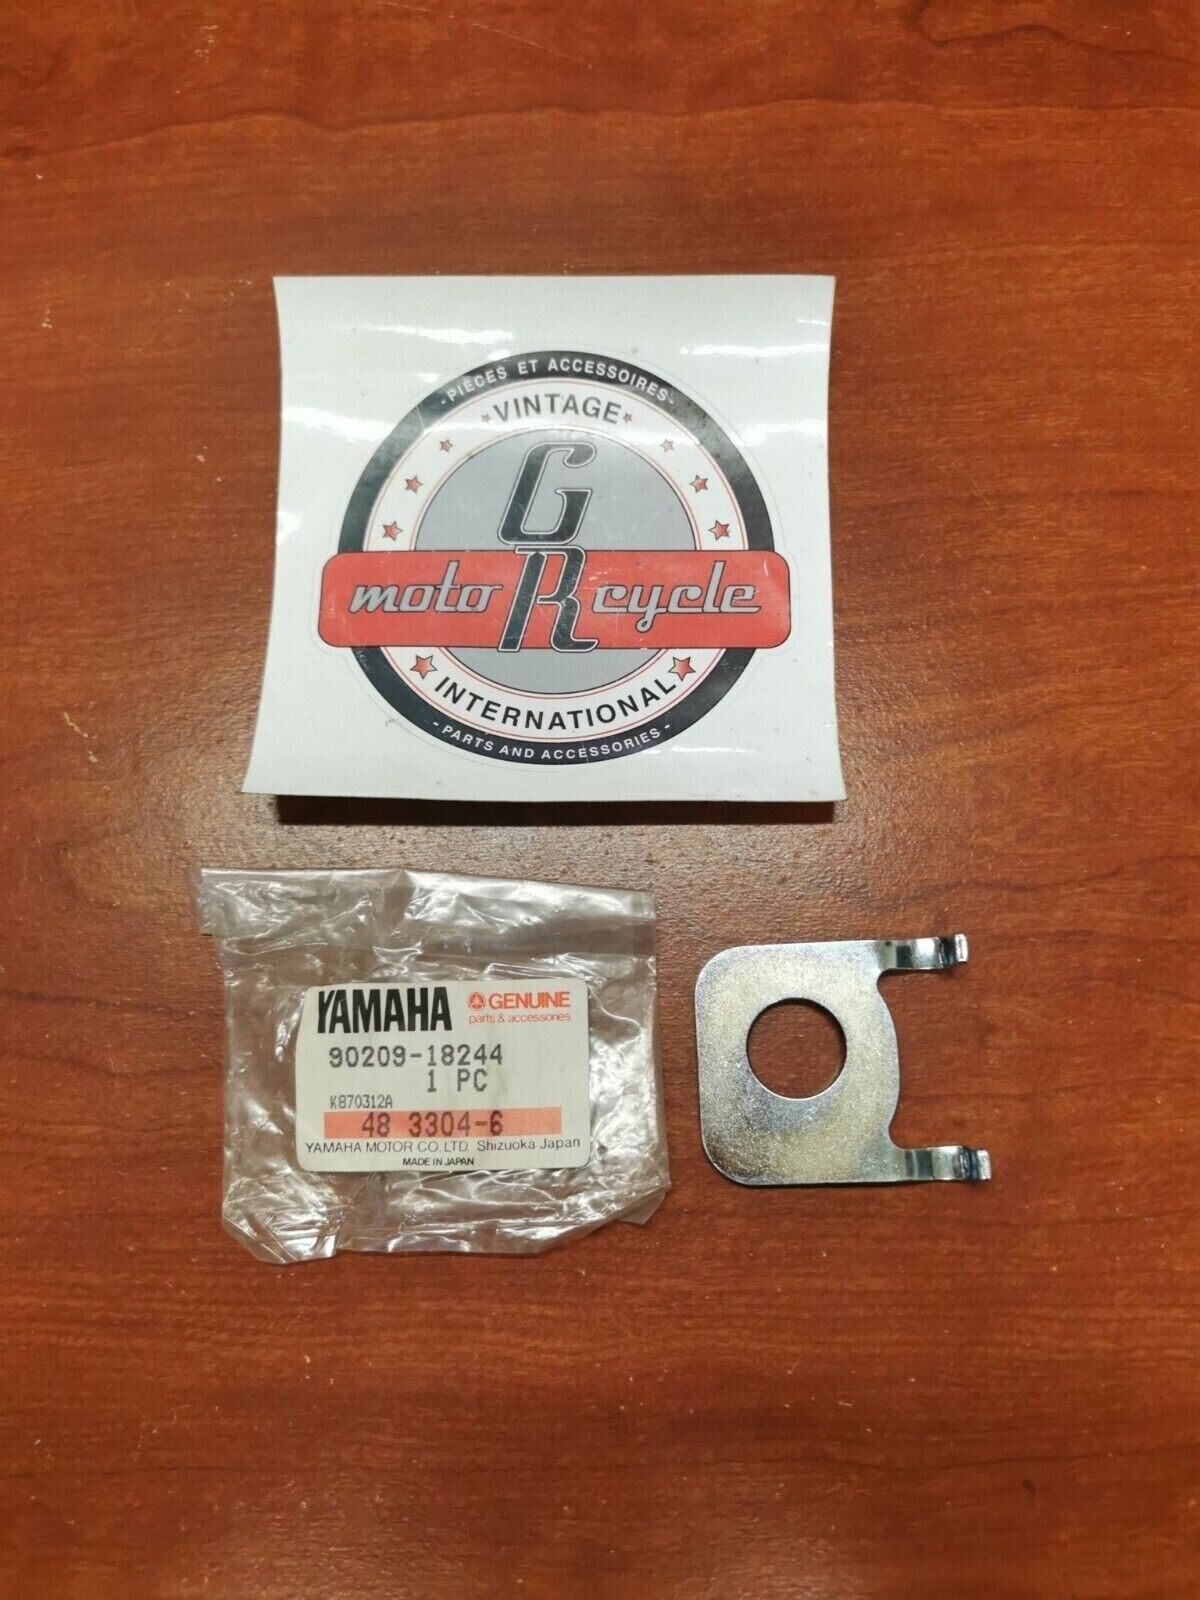 - PIÈCES ET ACCESSOIRES -
VINTAGE
GR
moto cycle
INTERNATIONAL
- PARTS AND ACCESSORIES -
YAMAHA GENUINE
parts & accessories
90209-18244
1 PC
K870312A
48 3304-6
YAMAHA MOTOR CO., LTD. Shizuoka Japan
MADE IN JAPAN